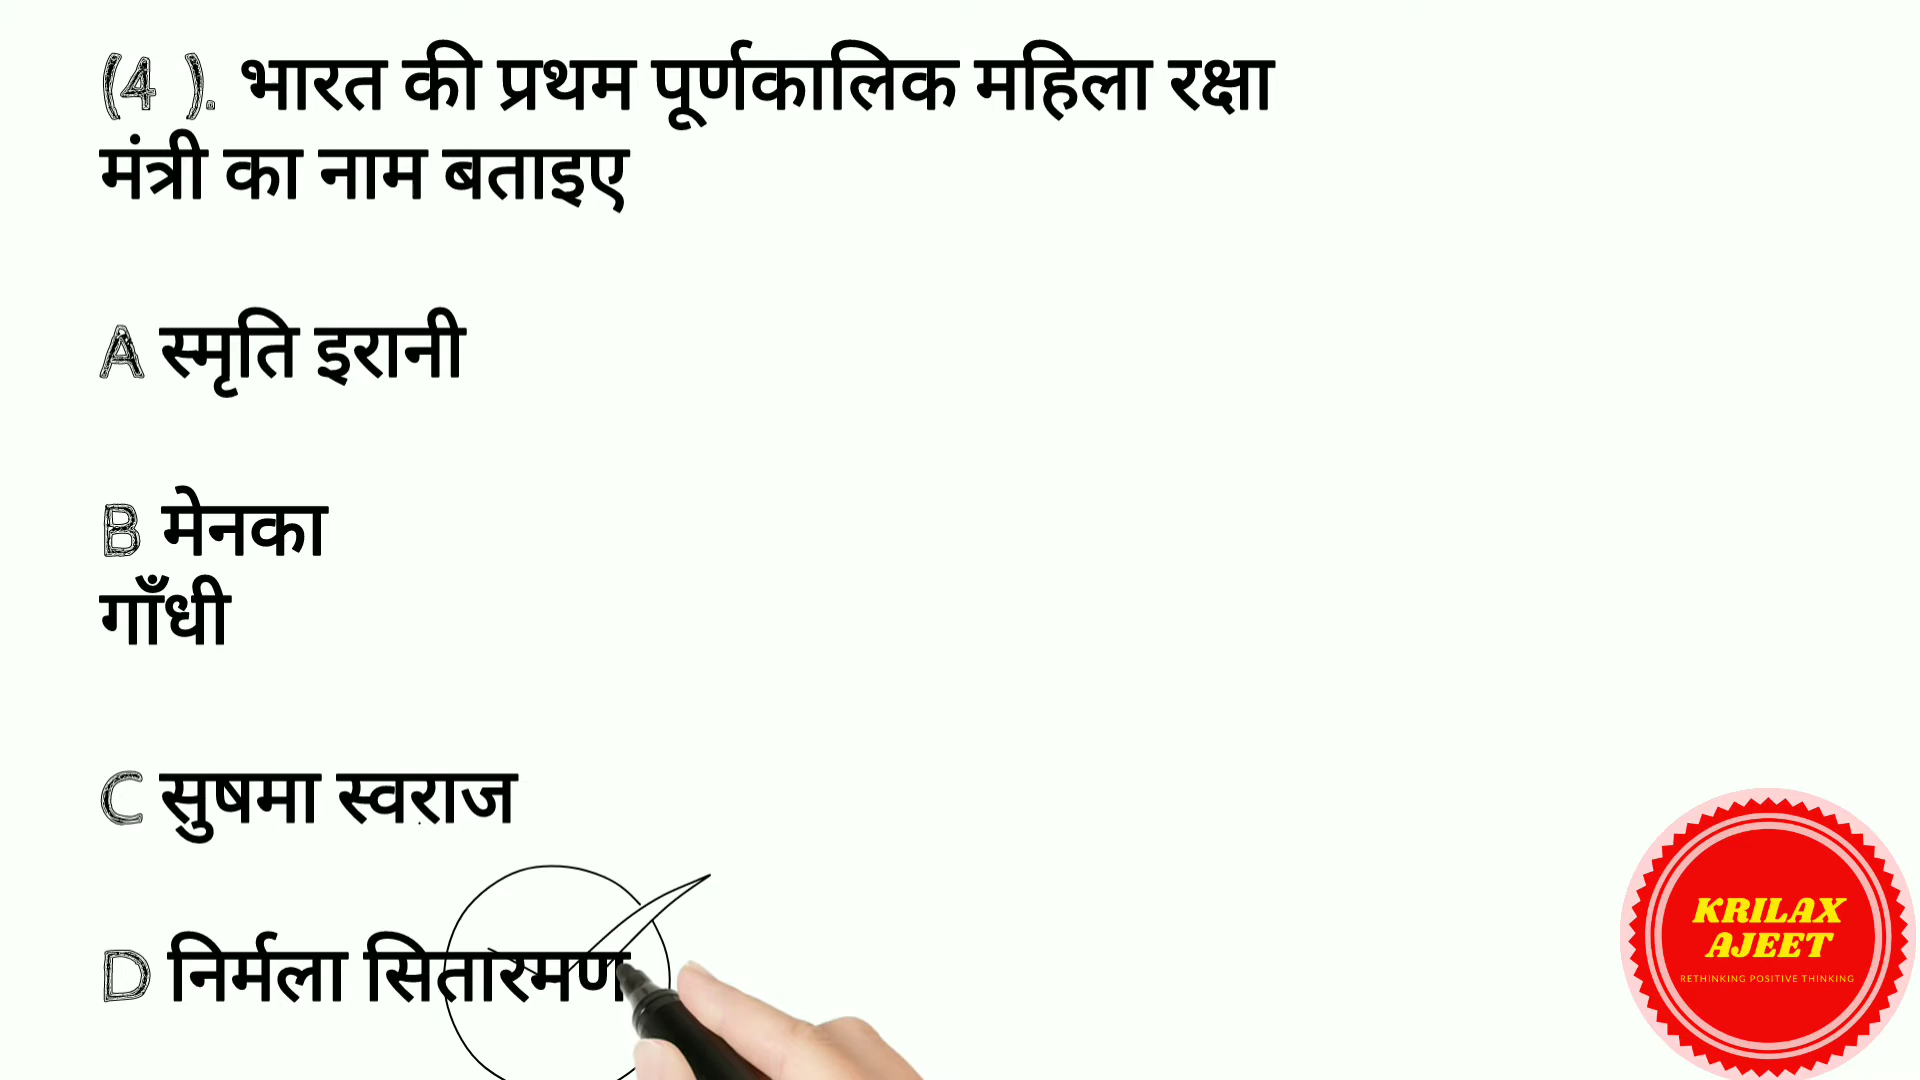 (4 ). भारत की प्रथम पूर्णकालिक महिला रक्षा
मंत्री का नाम बताइए
A स्मृति इरानी
B मेनका
गाँधी
C सुषमा स्वराज
D निर्मला सितारमण
KRILAX
AJEET
RETHINKING POSITIVE THINKING